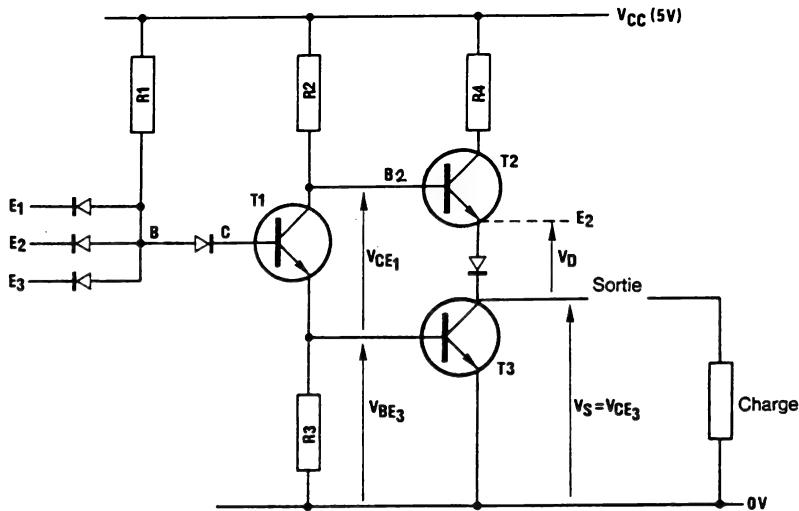 VCC (5V)
R1
R2
R4
T2
B2
E1
T1
E2
E2
B
C
VCE1
VD
E3
Sortie
T3
VBE3
VS=VCE3
Charge
R3
0V